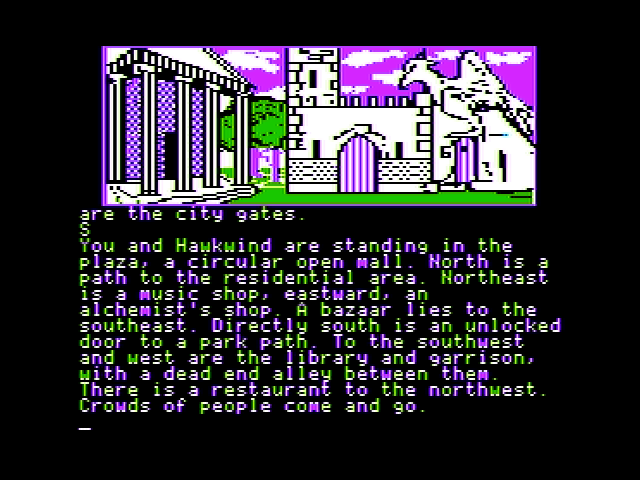 are the city gates.
S
You and Hawkwind are standing in the
plaza, a circular open mall. North is a
path to the residential area. Northeast
is a music shop, eastward, an
alchemist's shop. A bazaar lies to the
southeast. Directly south is an unlocked
door to a park path. To the southwest
and west are the library and garrison,
with a dead end alley between them.
There is a restaurant to the northwest.
Crowds of people come and go.